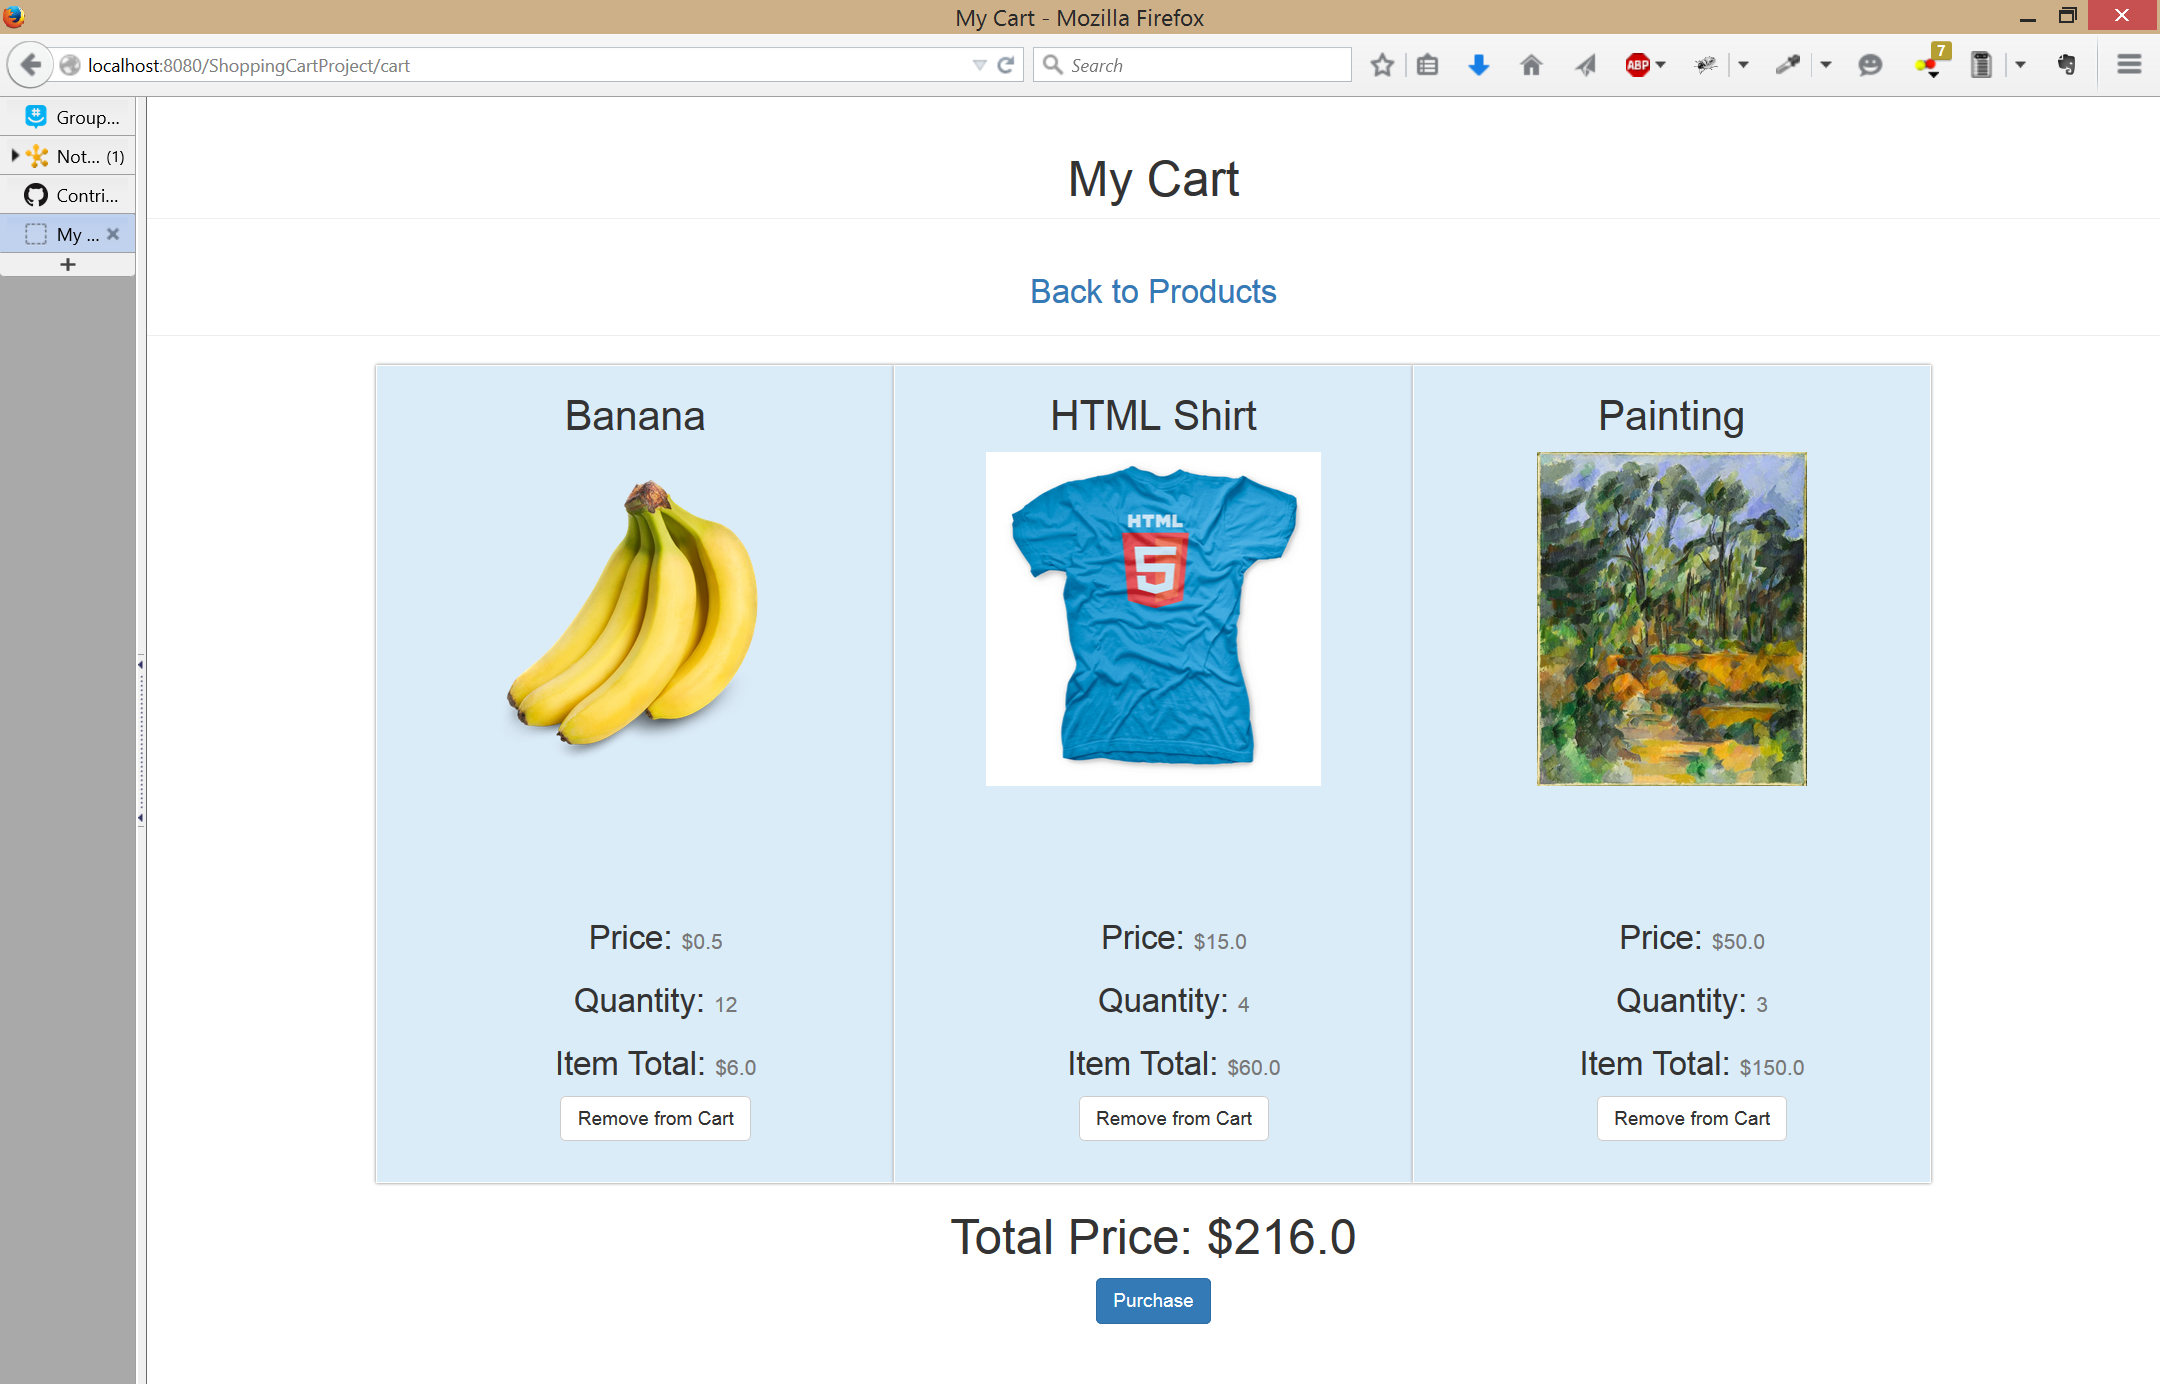 My Cart - Mozilla Firefox
localhost:8080/ShoppingCartProject/cart
Search
ABP
7
Group...
Not... (1)
Contri...
My ...
My Cart
Back to Products
Banana
HTML Shirt
Painting
HTML
5
Price: $0.5
Price: $15.0
Price: $50.0
Quantity: 12
Quantity: 4
Quantity: 3
Item Total: $6.0
Item Total: $60.0
Item Total: $150.0
Remove from Cart
Remove from Cart
Remove from Cart
Total Price: $216.0
Purchase